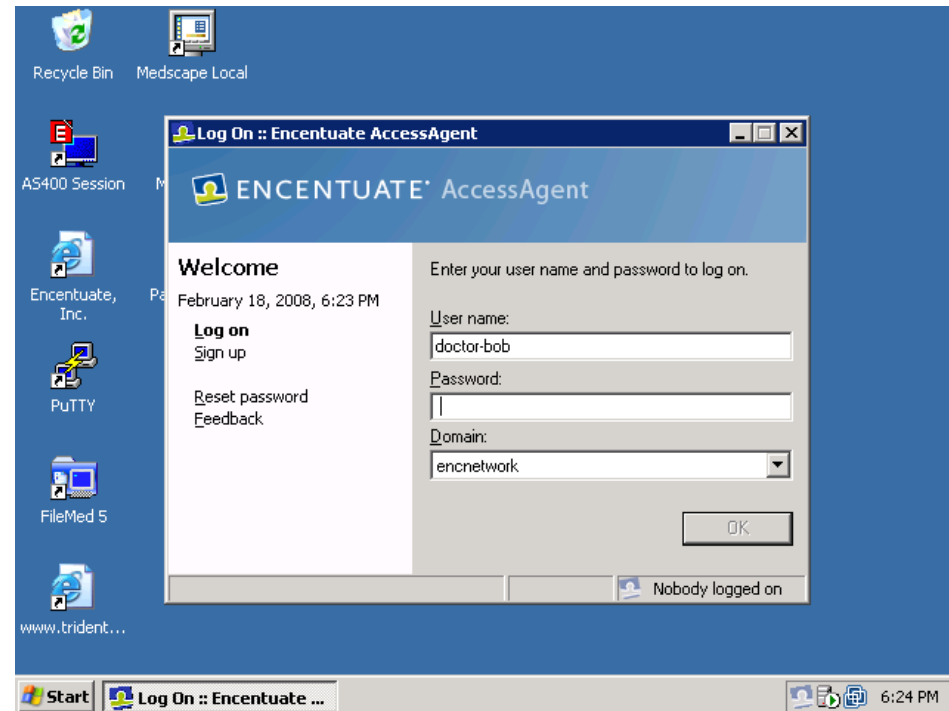 Recycle Bin
Medscape Local
AS400 Session
M
Encentuate, Inc.
Pa
PuTTY
FileMed 5
www.trident...
Log On :: Encentuate AccessAgent
ENCENTUATE AccessAgent
Welcome
February 18, 2008, 6:23 PM
Log on
Sign up
Reset password
Feedback
Enter your user name and password to log on.
User name:
doctor-bob
Password:
Domain:
encnetwork
OK
Nobody logged on
Start
Log On :: Encentuate ...
6:24 PM